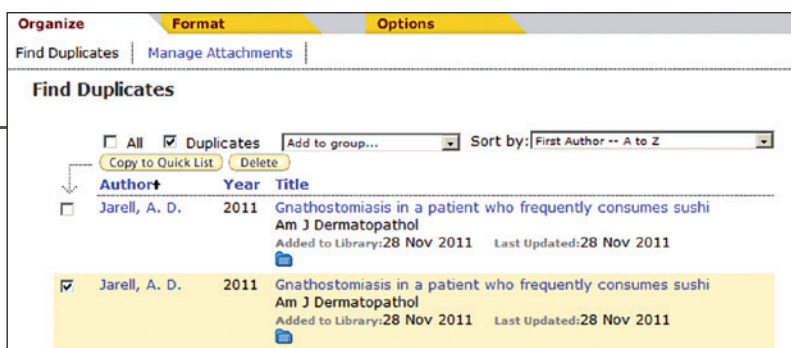 Organize Format Options
Find Duplicates Manage Attachments
Find Duplicates
All Duplicates Add to group... Sort by: First Author -- A to Z
Copy to Quick List Delete
Author Year Title
Jarell, A. D. 2011 Gnathostomiasis in a patient who frequently consumes sushi
Am J Dermatopathol
Added to Library:28 Nov 2011 Last Updated:28 Nov 2011
Jarell, A. D. 2011 Gnathostomiasis in a patient who frequently consumes sushi
Am J Dermatopathol
Added to Library:28 Nov 2011 Last Updated:28 Nov 2011